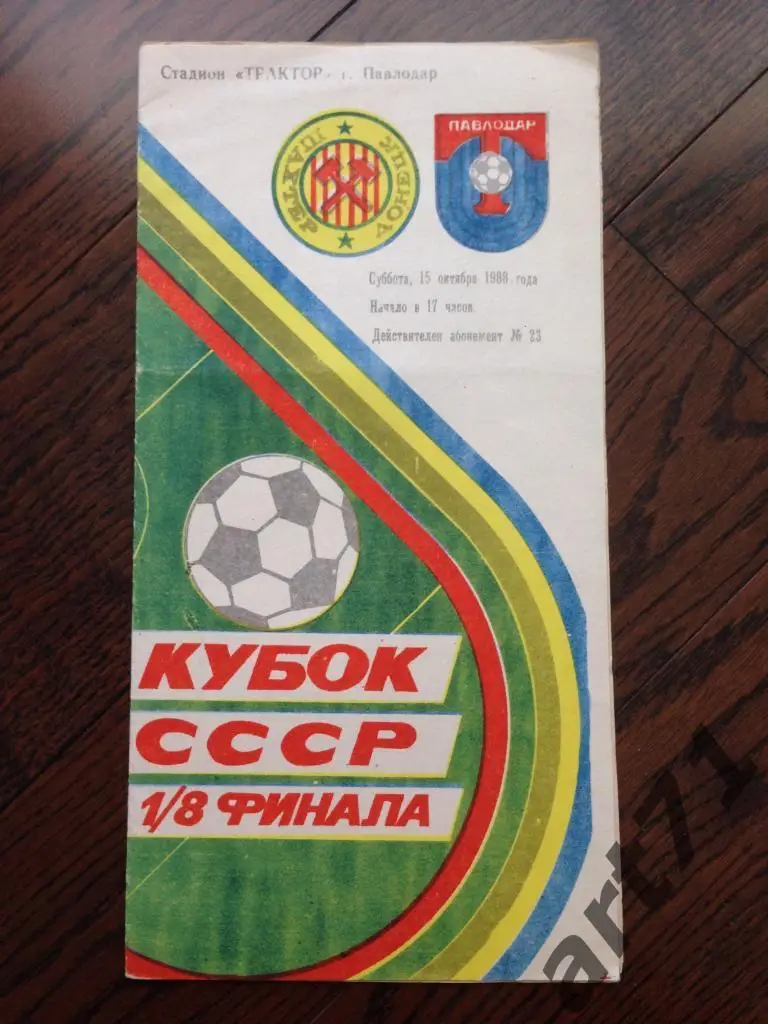 Стадион «ТРАКТОР» г. Павлодар
ШАХТЕР ДОНЕЦК
ПАВЛОДАР
Т
Суббота, 15 октября 1988 года
Начало в 17 часов
Действителен абонемент № 23
КУБОК
СССР
1/8 ФИНАЛА
art71